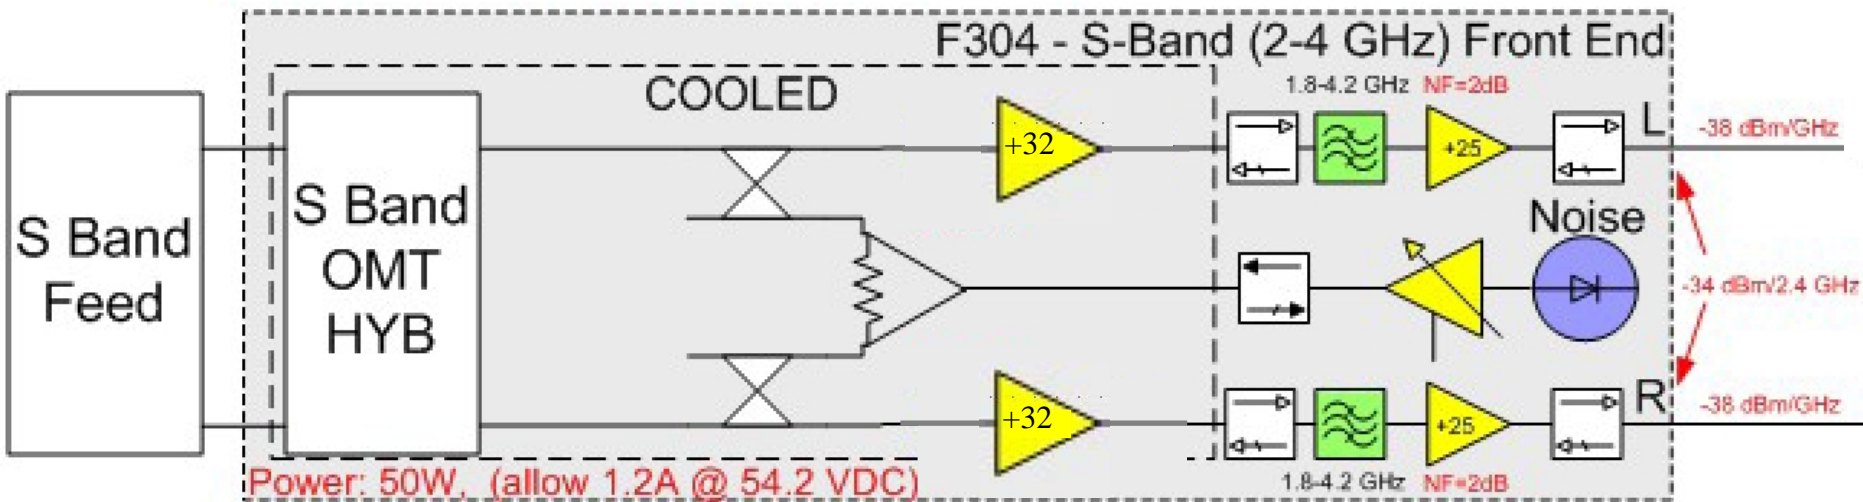 F304 - S-Band (2-4 GHz) Front End
COOLED
1.8-4.2 GHz NF=2dB
+32
+25
L
-38 dBm/GHz
S Band
Feed
S Band
OMT
HYB
Noise
-34 dBm/2.4 GHz
+32
+25
R
-38 dBm/GHz
Power: 50W, (allow 1.2A @ 54.2 VDC)
1.8-4.2 GHz NF=2dB